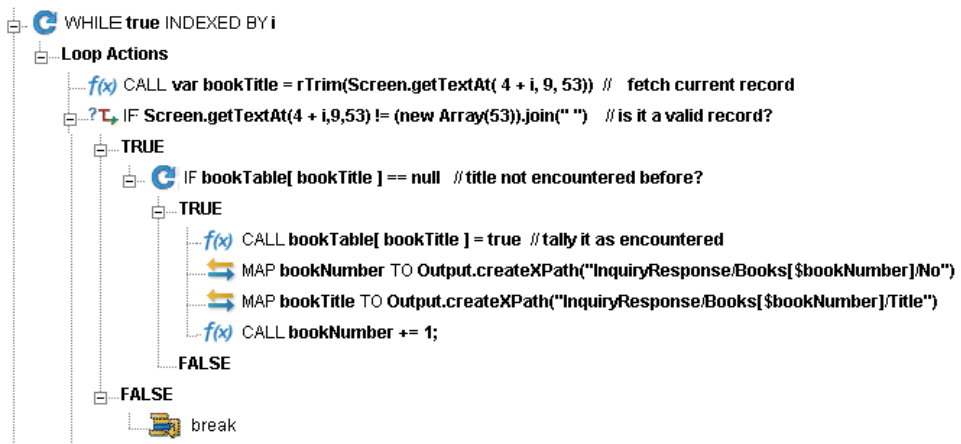 WHILE true INDEXED BY i
Loop Actions
f(x) CALL var bookTitle = rTrim(Screen.getTextAt( 4 + i, 9, 53)) // fetch current record
?T IF Screen.getTextAt(4 + i,9,53) != (new Array(53)).join(" ") // is it a valid record?
TRUE
IF bookTable[ bookTitle ] == null // title not encountered before?
TRUE
f(x) CALL bookTable[ bookTitle ] = true // tally it as encountered
MAP bookNumber TO Output.createXPath("InquiryResponse/Books[$bookNumber]/No")
MAP bookTitle TO Output.createXPath("InquiryResponse/Books[$bookNumber]/Title")
f(x) CALL bookNumber += 1;
FALSE
FALSE
break